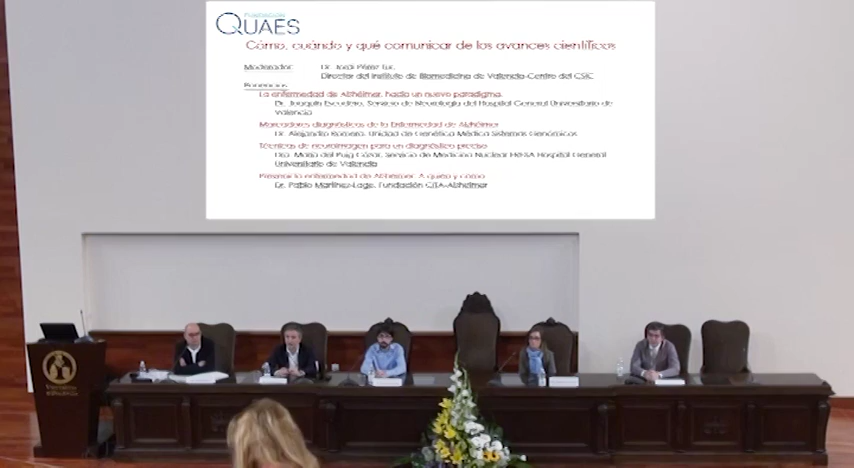 FUNDACIÓN
QUAES
Cómo, cuándo y qué comunicar de los avances científicos
Moderador: Dr. Jordi Pérez
Director del Instituto de Biomedicina de Valencia-Centro del CSIC
Ponencias
La enfermedad de Alzhéimer, hacia un nuevo paradigma.
Dr. Joaquín Escudero, Servicio de Neurología del Hospital General Universitario de
Valencia
Marcadores diagnósticos de la Enfermedad de Alzhéimer
Dr. Alejandro Romero. Unidad de Genética Médica Sistemas Genómicos
Técnicas de neuroimagen para un diagnóstico preciso
Dra. María del Puig Cózar, Servicio de Medicina Nuclear Hospital General
Universitario de Valencia
Prevenir la enfermedad de Alzhéimer. A quién y cómo
Dr. Pablo Martínez-Lage. Fundación CITA-Alzheimer